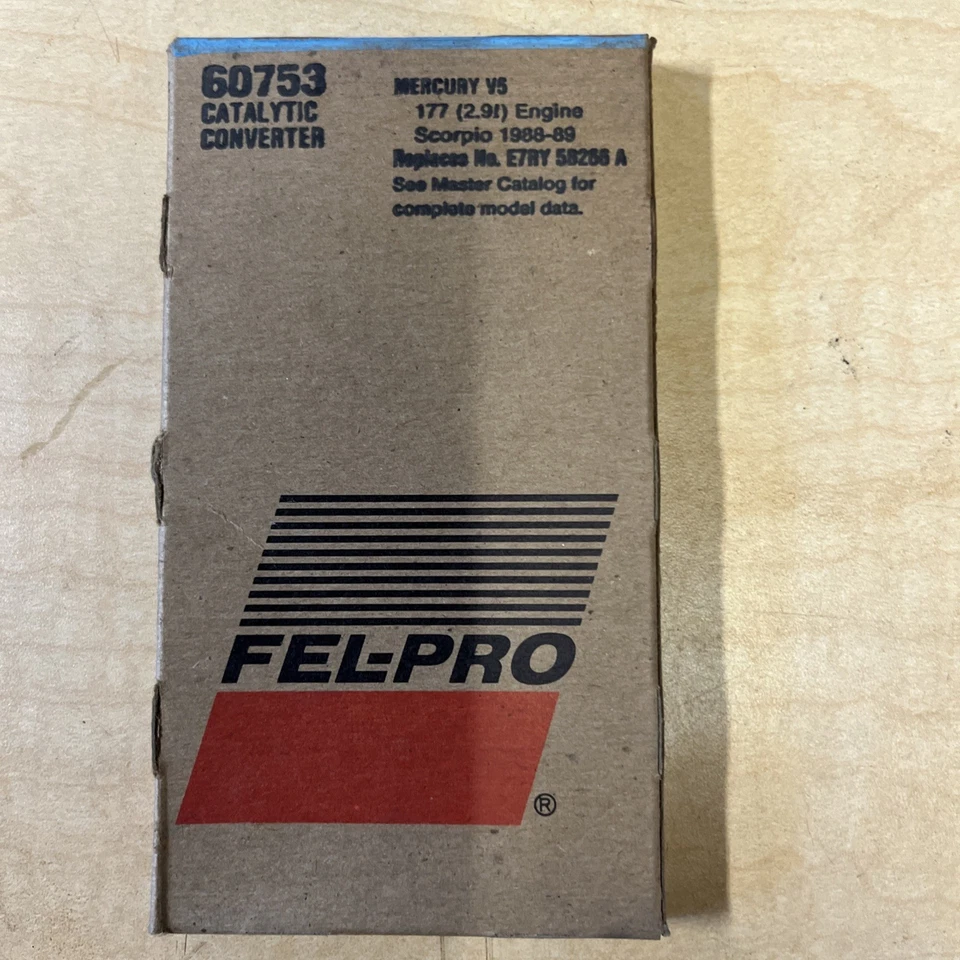 60753
CATALYTIC
CONVERTER
MERCURY V6
177 (2.9l) Engine
Scorpio 1988-89
Replaces No. E7RY 5B266 A
See Master Catalog for
complete model data.
FEL-PRO
®